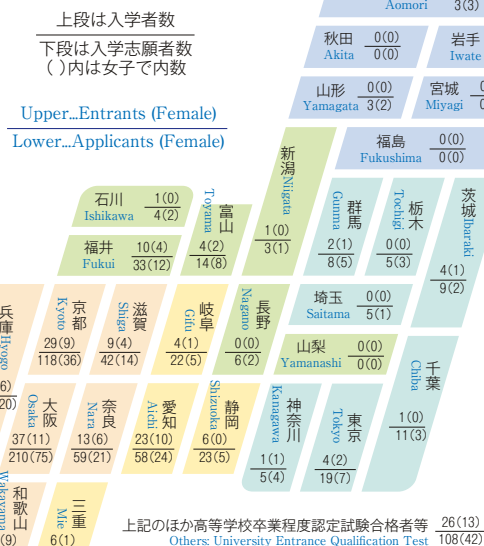 上段は入学者数
下段は入学志願者数
( )内は女子で内数
Upper...Entrants (Female)
Lower...Applicants (Female)
Aomori 3(3)
秋田 0(0)
Akita 0(0)
岩手
Iwate
山形 0(0)
Yamagata 3(2)
宮城
Miyagi
福島 0(0)
Fukushima 0(0)
新潟 Niigata
1(0)
3(1)
石川 1(0)
Ishikawa 4(2)
富山 Toyama
4(2)
14(8)
福井 10(4)
Fukui 33(12)
群馬 Gunma
2(1)
8(5)
栃木 Tochigi
0(0)
5(3)
茨城 Ibaraki
4(1)
9(2)
兵庫 Hyogo
6)
20)
京都 Kyoto
29(9)
118(36)
滋賀 Shiga
9(4)
42(14)
岐阜 Gifu
4(1)
22(5)
長野 Nagano
0(0)
6(2)
埼玉 0(0)
Saitama 5(1)
山梨 0(0)
Yamanashi 0(0)
千葉 Chiba
1(0)
11(3)
大阪 Osaka
37(11)
210(75)
奈良 Nara
13(6)
59(21)
愛知 Aichi
23(10)
58(24)
静岡 Shizuoka
6(0)
23(5)
神奈川 Kanagawa
1(1)
5(4)
東京 Tokyo
4(2)
19(7)
和歌山 Wakayama
(9)
三重 Mie
6(1)
上記のほか高等学校卒業程度認定試験合格者等 26(13)
Others: University Entrance Qualification Test 108(42)